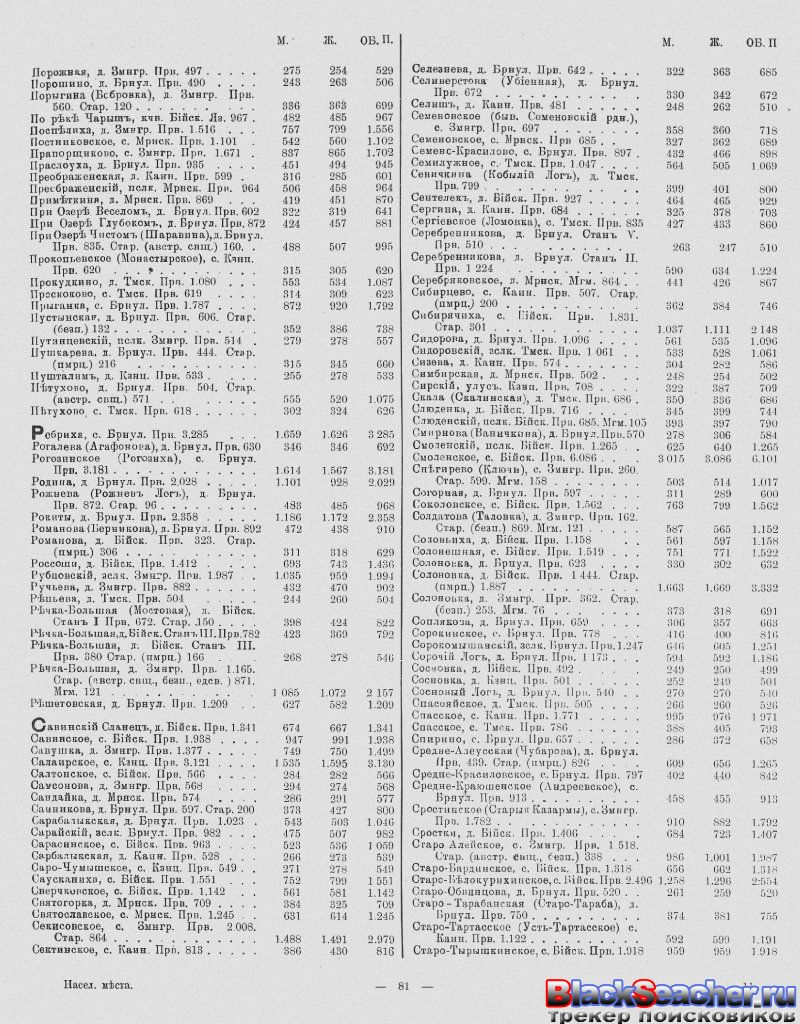 М. Ж. ОБ. П.
Порожная, д. Змнгр. Прв. 497 . . . . . 275 254 529
Порошино, д. Брнул. Прв. 490 . . . . 243 263 506
Порыгина (Бобровка), д. Змнгр. Прв.
560. Стар. 120 . . . . . . . . . . 336 363 699
По рѣкѣ Чарышъ, кчв. Бійск. Яз. 967 . 482 485 967
Поспѣлиха, д. Змнгр. Прв. 1.516 . . . 757 799 1.556
Постниковское, с. Мрнск. Прв. 1.101 . 542 560 1.102
Прапорщиково, с. Змнгр. Прв. 1.671 . 837 865 1.702
Праслоуха, д. Брнул. Прв. 935 . . . . 451 494 945
Преображенская, д. Каин. Прв. 599 . 316 285 601
Преображенскій, пслк. Мрнск. Прв. 964 506 458 964
Примѣткина, д. Мрнск. Прв. 869 . . . 419 451 870
При Озерѣ Веселомъ, д. Брнул. Прв. 602 322 319 641
При Озерѣ Глубокомъ, д. Брнул. Прв. 872 424 457 881
При Озерѣ Чистомъ (Шаравина), д. Брнул.
Прв. 835. Стар. (австр. свщ.) 160. 488 507 995
Прокопьевское (Монастырское), с. Кзнц.
Прв. 620 . . . . . . . . . . . . 315 305 620
Прокудкино, д. Тмск. Прв. 1.080 . . . 553 534 1.087
Проскоково, с. Тмск. Прв. 619 . . . . 314 309 623
Прыганка, с. Брнул. Прв. 1.787 . . . . 872 920 1.792
Пустынская, д. Брнул. Прв. 606. Стар.
(безп.) 132 . . . . . . . . . . . 352 386 738
Путинцевскій, пслк. Змнгр. Прв. 514 . 279 278 557
Пушкарева, д. Брнул. Прв. 444. Стар.
(пмрц.) 216 . . . . . . . . . . . 315 345 660
Пушталимъ, д. Кзнц. Прв. 533 . . . . 255 278 533
Пѣтухово, д. Брнул. Прв. 504. Стар.
(австр. свщ.) 571 . . . . . . . . 555 520 1.075
Пѣтухово, с. Тмск. Прв. 618 . . . . . 302 324 626
Ребриха, с. Брнул. Прв. 3.285 . . . 1.659 1.626 3 285
Рогалева (Агафонова), д. Брнул. Прв. 630 346 346 692
Рогозинское (Рогозиха), с. Брнул.
Прв. 3.181 . . . . . . . . . . . 1.614 1.567 3.181
Родина, д. Брнул. Прв. 2.028 . . . . . 1.101 928 2.029
Рожнева (Рожневъ Логъ), д. Брнул.
Прв. 872. Стар. 96 . . . . . . . 483 485 968
Рокиты, д. Брнул. Прв. 2.358 . . . . . 1.186 1.172 2.358
Романова (Берникова), д. Брнул. Прв. 892 472 438 910
Романова, д. Бійск. Прв. 323. Стар.
(пмрц.) 306 . . . . . . . . . . . 311 318 629
Россоши, д. Бійск. Прв. 1.412 . . . . 693 743 1.436
Рубцовскій, зслк. Змнгр. Прв. 1.987 . . 1.035 959 1.994
Ручьева, д. Змнгр. Прв. 882 . . . . . 432 470 902
Рѣпьева, д. Тмск. Прв. 504 . . . . . 244 260 504
Рѣчка-Большая (Мостовая), д. Бійск.
Станъ I Прв. 672. Стар. 150 . . . . 398 424 822
Рѣчка-Большая, д. Бійск. Станъ III. Прв. 782 423 369 792
Рѣчка-Большая, д. Бійск. Станъ III.
Прв. 380 Стар. (пмрц.) 166 . . . 268 278 546
Рѣчка-Большая, д. Змнгр. Прв. 1.165.
Стар. (австр. свщ., безп., едсв.) 871.
Мгм. 121 . . . . . . . . . . . . 1 085 1.072 2 157
Рѣшетовская, д. Брнул. Прв. 1.209 . . 627 582 1.209
Савинскій Сланецъ, д. Бійск. Прв. 1.341 674 667 1.341
Савинское, с. Бійск. Прв. 1.938 . . . . 947 991 1.938
Савушка, д. Змнгр. Прв. 1.377 . . . . 749 750 1.499
Салаирское, с. Кзнц. Прв. 3.121 . . . . 1 535 1.595 3.130
Салтонское, с. Бійск. Прв. 566 . . . . 284 282 566
Самсонова, д. Змнгр. Прв. 568 . . . . 294 274 568
Сандайка, д. Мрнск. Прв. 574 . . . . 286 291 577
Санникова, д. Брнул. Прв. 597. Стар. 200 373 427 800
Сарабалыкская, д. Брнул. Прв. 1.023 . 543 503 1.046
Сарайскій, зслк. Брнул. Прв. 982 . . . 475 507 982
Сарасинское, с. Бійск. Прв. 963 . . . . 523 536 1 059
Сарбалыкская, д. Каин. Прв. 528 . . . 266 273 539
Саро-Чумышское, с. Кзнц. Прв. 549 . . 271 278 549
Саусканиха, с. Бійск. Прв. 1.551 . . . 752 799 1 551
Сверчковское, с. Брнул. Прв. 1.142 . . 561 581 1.142
Святогорка, д. Мрнск. Прв. 709 . . . . 384 325 709
Святославское, с. Мрнск. Прв. 1.245 . . 631 614 1.245
Секисовское, с. Змнгр. Прв. 2.008.
Стар. 864 . . . . . . . . . . . . 1.488 1.491 2.979
Сектинское, с. Каин. Прв. 813 . . . . . 386 430 816
М. Ж. ОБ. П
Селезнева, д. Брнул. Прв. 642 . . . . . 322 363 685
Селиверстова (Убіенная), д. Брнул.
Прв. 672 . . . . . . . . . . . . 330 342 672
Селищъ, д. Каин. Прв. 481 . . . . . . 248 262 510
Семеновское (быв. Семеновскій рдн.),
с. Змнгр. Прв. 697 . . . . . . . . 358 360 718
Семеновское, с. Мрнск. Прв 685 . . . 327 362 689
Семенс-Красилово, с. Брнул. Прв. 897 . 432 466 898
Семилужное, с. Тмск. Прв. 1.047 . . . . 564 505 1 069
Сеничкина (Кобылій Логъ), д. Тмск.
Прв. 799 . . . . . . . . . . . . 399 401 800
Сентелекъ, д. Бійск. Прв. 927 . . . . . 464 465 929
Сергина, д. Каин. Прв. 684 . . . . . . 325 378 703
Сергіевское (Ломовка), с. Тмск. Прв. 835 427 433 860
Серебренникова, д. Брнул. Станъ V.
Прв. 510 . . . . . . . . . . . . 263 247 510
Серебренникова, д. Брнул. Станъ II.
Прв. 1 224 . . . . . . . . . . . 590 634 1.224
Серебряковское, д. Мрнск. Мгм. 864 . . 441 426 867
Сибирцево, с. Каин. Прв. 507. Стар.
(пмрц.) 200 . . . . . . . . . . . 362 384 746
Сибирячиха, с. Бійск. Прв. 1.831.
Стар. 301 . . . . . . . . . . . . 1.037 1.111 2 148
Сидорова, д. Брнул. Прв. 1.096 . . . . 561 535 1.096
Сидоровскій, зслк. Тмск. Прв. 1 061 . . 533 528 1.061
Сизева, д. Каин. Прв. 574 . . . . . . 304 282 586
Симбирская, д. Мрнск. Прв. 502 . . . . 248 254 502
Сирскій, улусъ. Кзнц. Прв. 708 . . . . 322 387 709
Скала (Скалинская), д. Тмск. Прв. 686 . 350 336 686
Слюденка, д. Бійск. Прв. 716 . . . . . 345 399 744
Слюденскій, пслк. Бійск. Прв. 685. Мгм. 105 393 397 790
Смирнова (Ваничкова), д. Брнул. Прв. 570 278 306 584
Смоленскій, пслк. Бійск. Прв. 1.265 . . 625 640 1.265
Смоленское, с. Бійск. Прв. 6.086 . . . . 3 015 3.086 6.101
Снѣгирево (Ключи), с. Змнгр. Прв. 260.
Стар. 599. Мгм. 158 . . . . . . . 503 514 1.017
Согорная, д. Брнул. Прв. 597 . . . . . 311 289 600
Соколовское, с. Бійск. Прв. 1.562 . . . 763 799 1.562
Солдатова (Таловка), д. Змнгр. Прв. 162.
Стар. (безп.) 869. Мгм. 121 . . . . 587 565 1.152
Соловьиха, д. Бійск. Прв. 1.158 . . . . 561 597 1.158
Солонешная, с. Бійск. Прв. 1.519 . . . 751 771 1.522
Солоновка, д. Брнул. Прв. 623 . . . . 330 302 632
Солоновка, д. Бійск. Прв. 1 444. Стар.
(пмрц.) 1.887 . . . . . . . . . . 1.663 1,669 3.332
Солоновка, д. Змнгр. Прв. 362. Стар.
(безп.) 253. Мгм. 76 . . . . . . . 373 318 691
Соплякоза, д. Брнул. Прв. 659 . . . . 306 357 663
Сорокинское, с. Брнул. Прв. 778 . . . 416 400 816
Сорокомышанскій, зслк. Брнул. Прв. 1.247 646 605 1.251
Сорочій Логъ, д. Брнул. Прв. 1 173 . . 594 592 1.186
Сосновка, д. Бійск. Прв. 492 . . . . . 249 250 499
Сосновка, д. Кзнц. Прв. 501 . . . . . 252 249 501
Сосновый Логъ, д. Брнул. Прв. 540 . . 270 270 540
Спасояйское, д. Тмск. Прв. 505 . . . . 266 260 526
Спасское, с. Каин. Прв. 1.771 . . . . . 995 976 1 971
Спасское, с. Тмск. Прв. 786 . . . . . 388 405 793
Спирино, с. Брнул. Прв. 657 . . . . . 286 372 658
Средне-Алеусская (Чубарова), д. Брнул.
Прв. 439. Стар. (пмрц.) 826 . . . 609 656 1.265
Средне-Красиловское, с. Брнул. Прв. 797 402 440 842
Средне-Краюшенское (Андреевское), с.
Брнул. Прв. 913 . . . . . . . . . 458 455 913
Сростинское (Старыя Казармы), с. Змнгр.
Прв. 1.782 . . . . . . . . . . . 910 882 1.792
Сростки, д. Бійск. Прв. 1.406 . . . . . 684 723 1.407
Старо Алейское, с. Змнгр. Прв. 1 518.
Стар. (австр. свщ., безп.) 338 . . . 986 1.001 1.987
Старо-Бардинское, с. Бійск. Прв. 1.318 656 662 1.318
Старо-Бѣлокурихинское, с. Бійск. Прв. 2.496 1,258 1.296 2.554
Старо-Обвинцова, д. Брнул. Прв. 520 . . 261 259 520
Старо-Тарабанская (Старо-Тараба), д.
Брнул. Прв. 750 . . . . . . . . . 374 381 755
Старо-Тартасское (Усть-Тартасское) с.
Каин. Прв. 1.122 . . . . . . . . . 592 599 1.191
Старо-Тырышкинское, с. Бійск. Прв. 1.918 959 959 1.918
Насел. мѣста.
— 81 —
BlackSeacher.ru
трекер поисковиков